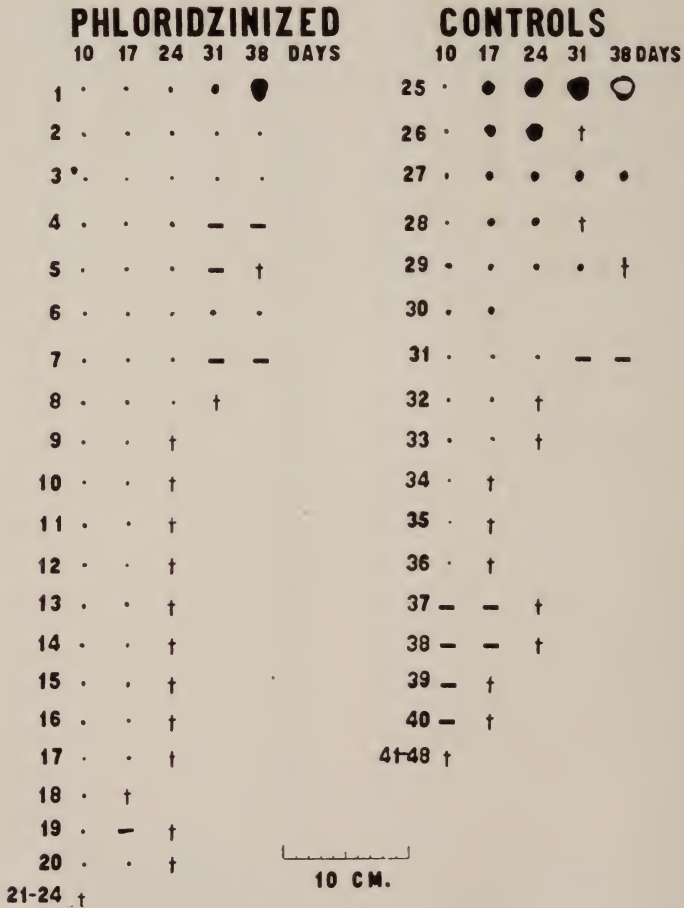 PHLORIDZINIZED
10 17 24 31 38 DAYS
1
2
3
4 – –
5 – †
6
7 – –
8 †
9 †
10 †
11 †
12 †
13 †
14 †
15 †
16 †
17 †
18 †
19 – †
20 †
21-24 †
CONTROLS
10 17 24 31 38 DAYS
25
26 †
27
28 †
29 †
30
31 – –
32 †
33 †
34 †
35 †
36 †
37 – – †
38 – – †
39 – †
40 – †
41-48 †
10 CM.